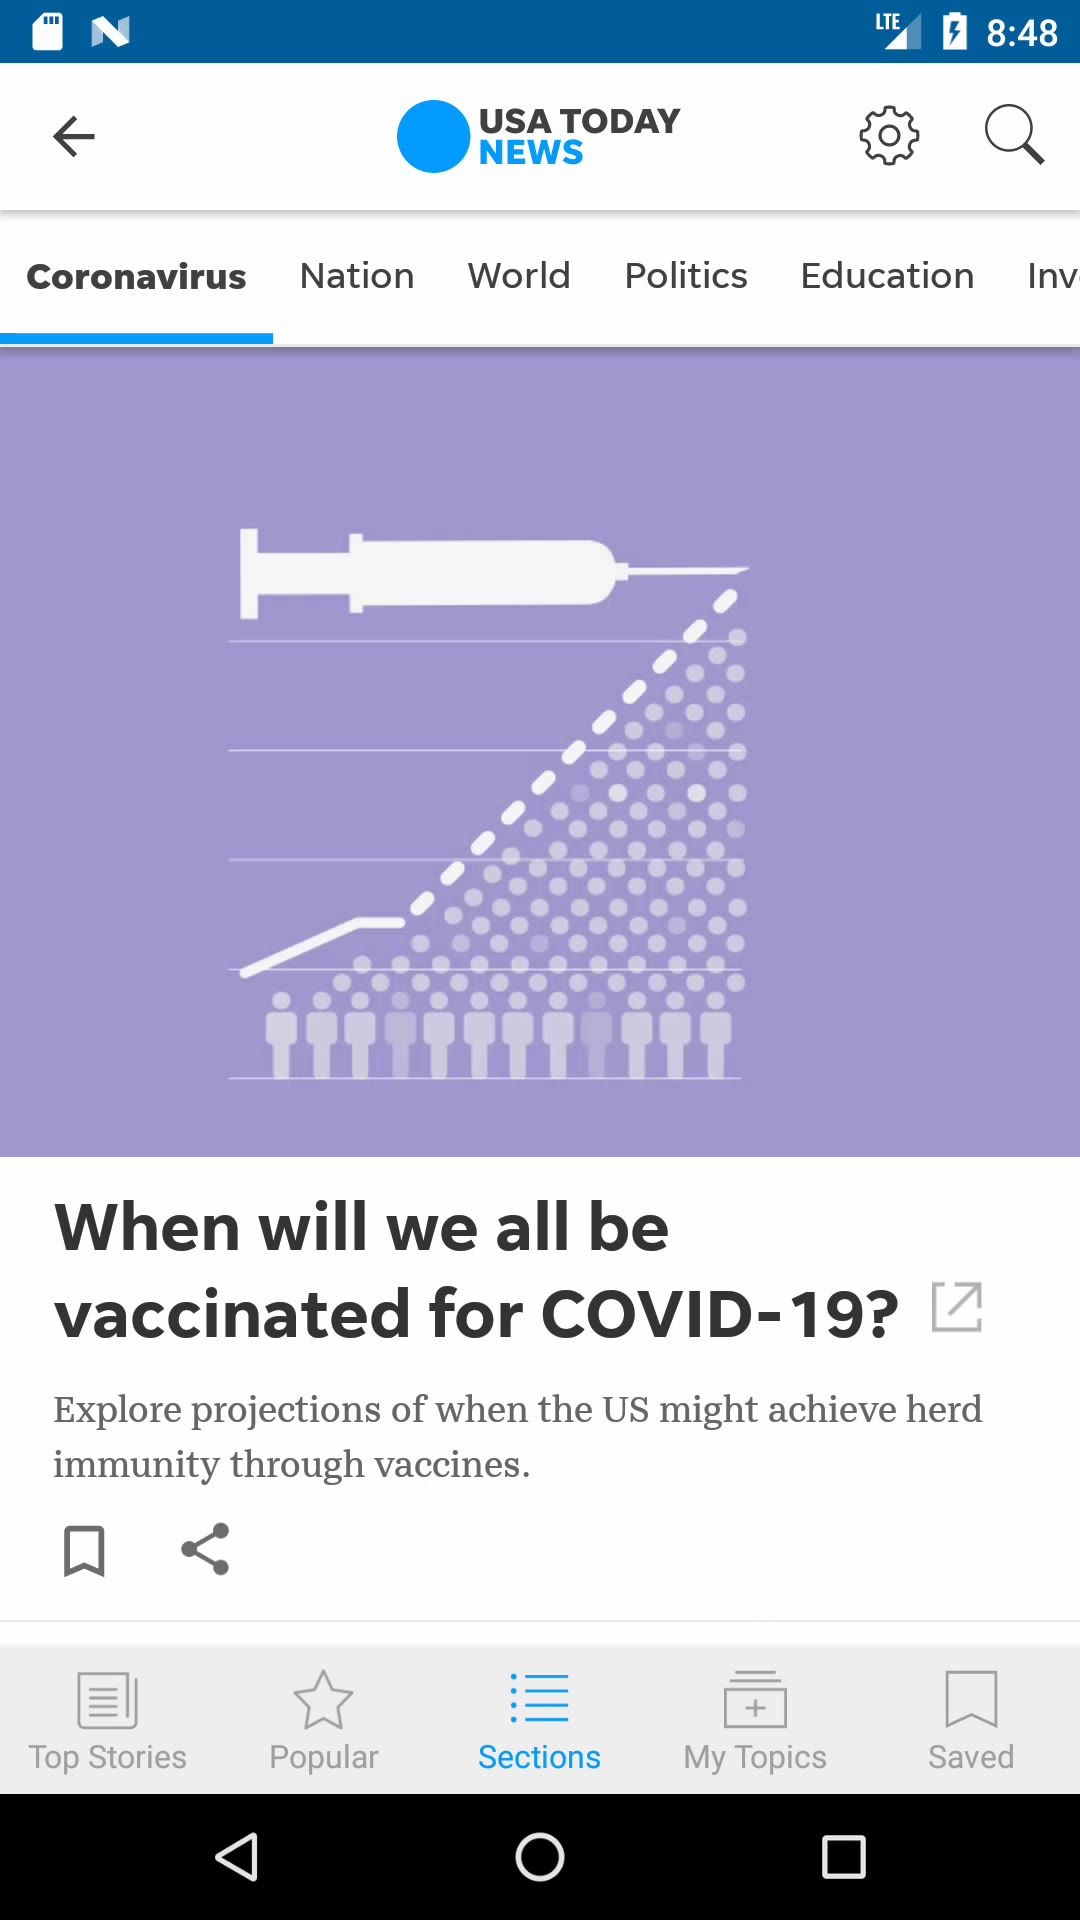 LTE 8:48
USA TODAY
NEWS
Coronavirus Nation World Politics Education Inv
When will we all be
vaccinated for COVID-19?
Explore projections of when the US might achieve herd
immunity through vaccines.
Top Stories Popular Sections My Topics Saved